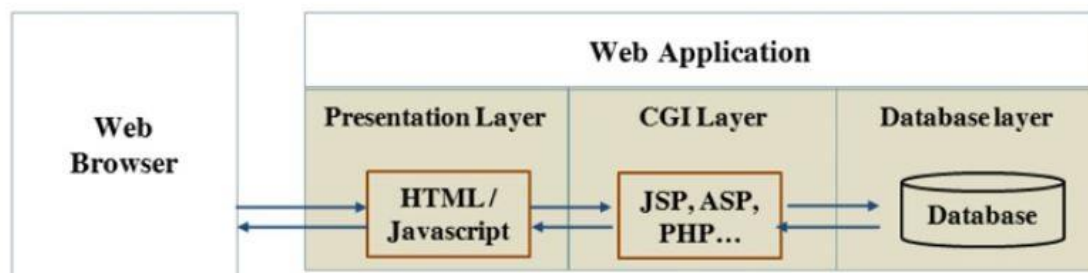 Web Application
Web
Browser
Presentation Layer
CGI Layer
Database layer
HTML /
Javascript
JSP, ASP,
PHP...
Database